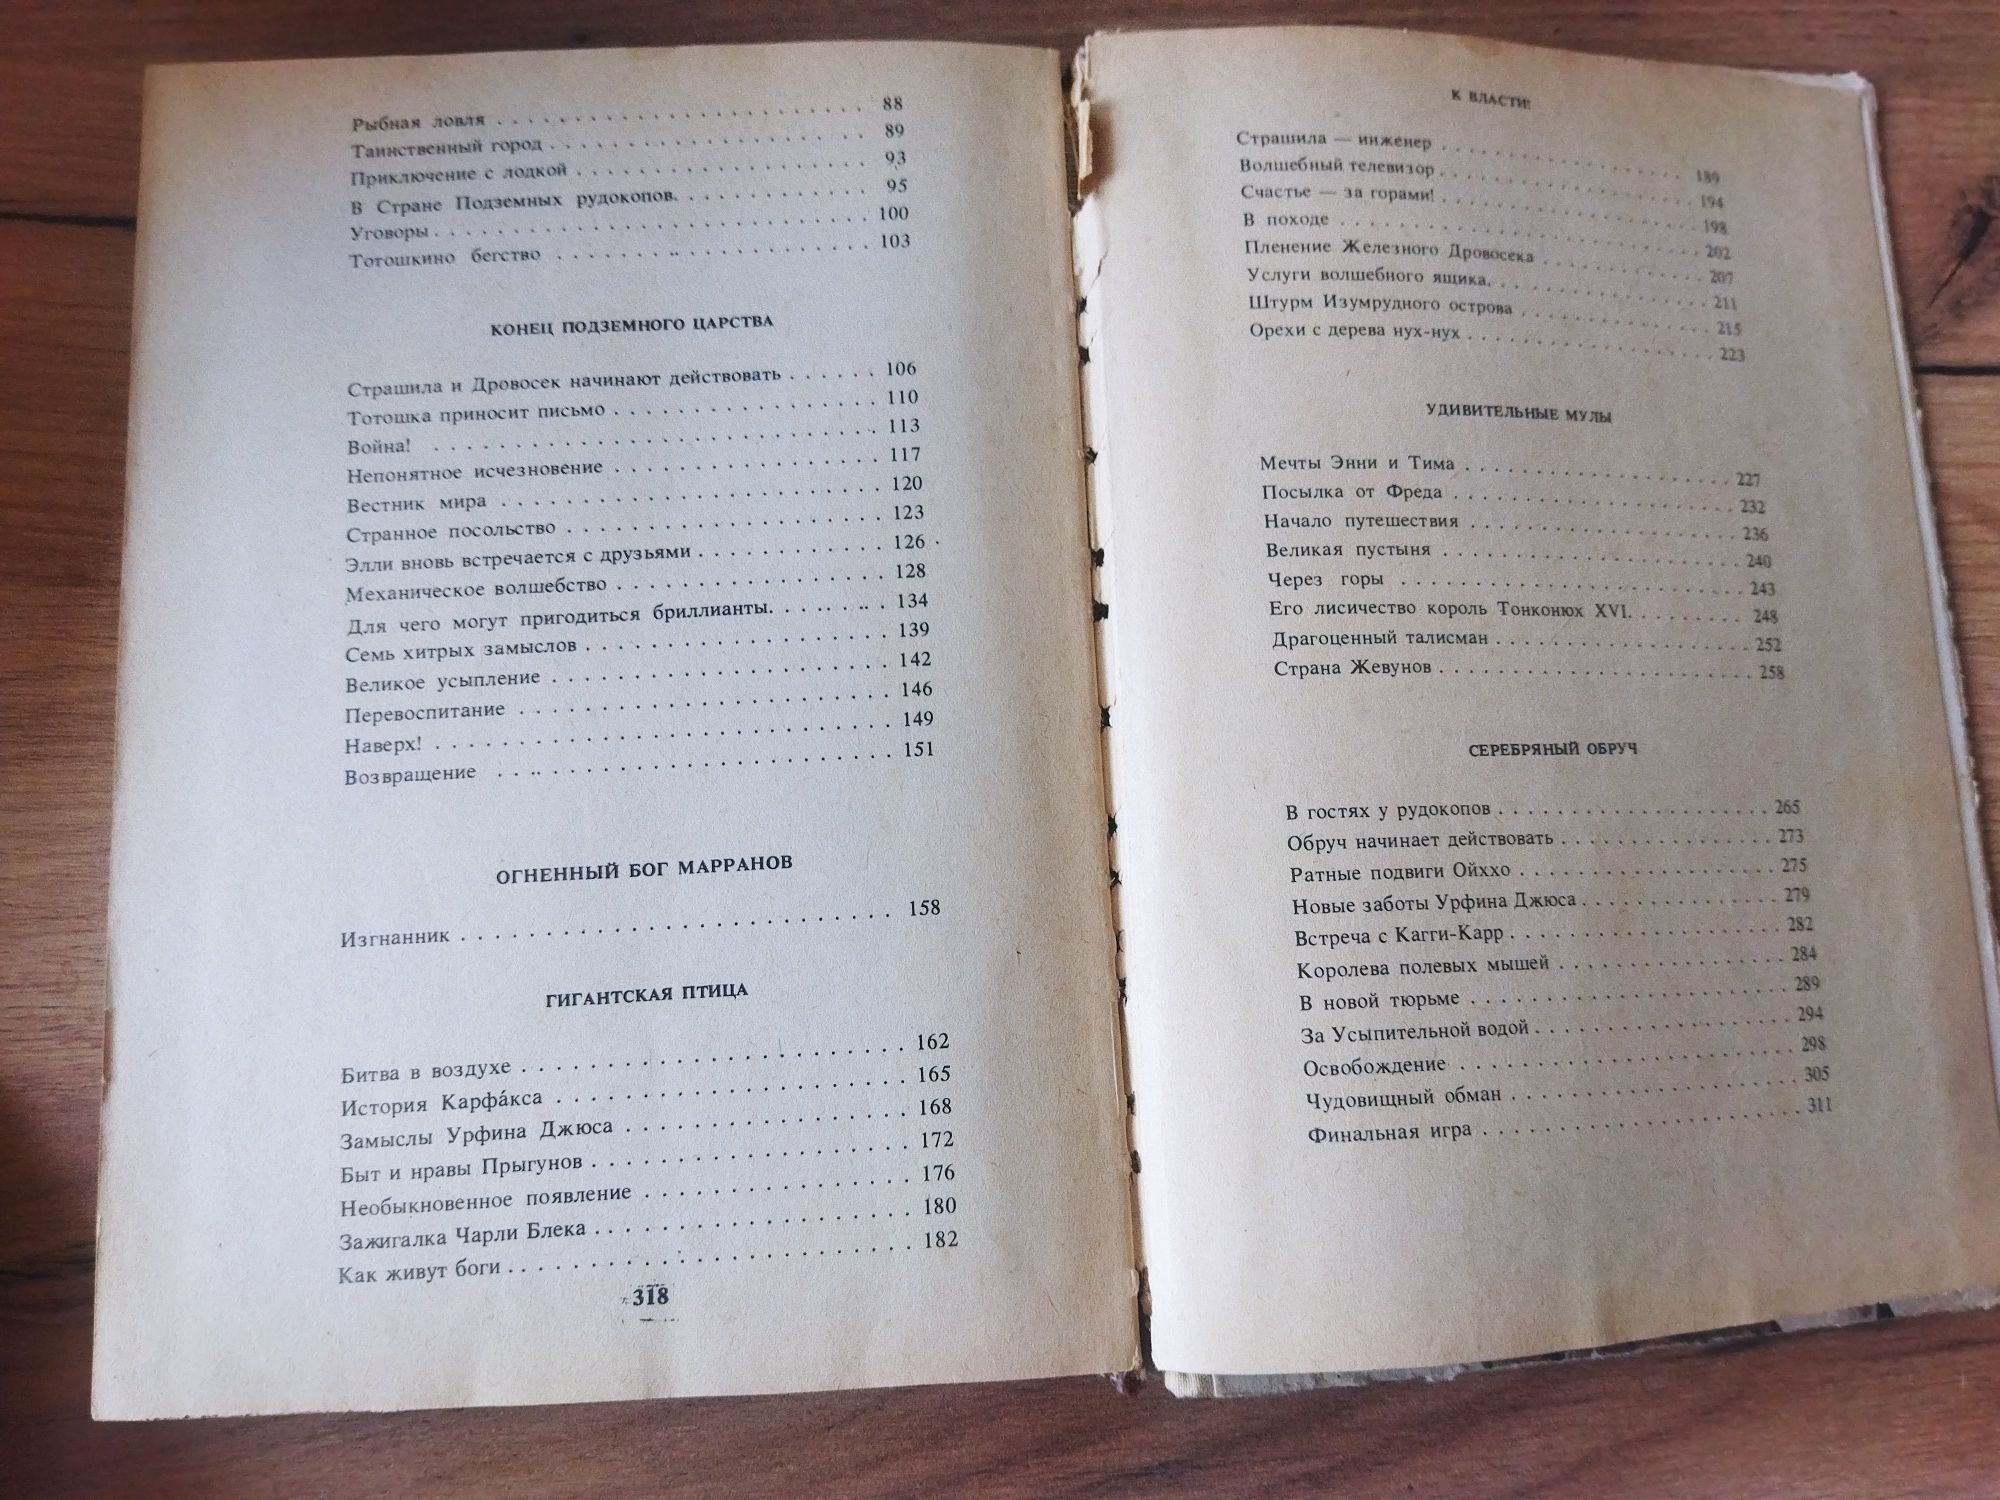 Рыбная ловля . . . . . . . . . . . . . . . . . . . . . . 88
Таинственный город . . . . . . . . . . . . . . . . . . . 89
Приключение с лодкой . . . . . . . . . . . . . . . . . . 93
В Стране Подземных рудокопов. . . . . . . . . . . 95
Уговоры . . . . . . . . . . . . . . . . . . . . . . . . . 100
Тотошкино бегство . . . . . . . . . . . . . . . . . . 103
КОНЕЦ ПОДЗЕМНОГО ЦАРСТВА
Страшила и Дровосек начинают действовать . . . . . . 106
Тотошка приносит письмо . . . . . . . . . . . . . . . . 110
Война! . . . . . . . . . . . . . . . . . . . . . . . . . . 113
Непонятное исчезновение . . . . . . . . . . . . . . . . 117
Вестник мира . . . . . . . . . . . . . . . . . . . . . . 120
Странное посольство . . . . . . . . . . . . . . . . . . 123
Элли вновь встречается с друзьями . . . . . . . . . . . 126
Механическое волшебство . . . . . . . . . . . . . . . . 128
Для чего могут пригодиться бриллианты. . . . . . . . 134
Семь хитрых замыслов . . . . . . . . . . . . . . . . . . 139
Великое усыпление . . . . . . . . . . . . . . . . . . . . 142
Перевоспитание . . . . . . . . . . . . . . . . . . . . . . 146
Наверх! . . . . . . . . . . . . . . . . . . . . . . . . . . . 149
Возвращение . . . . . . . . . . . . . . . . . . . . . . . 151
ОГНЕННЫЙ БОГ МАРРАНОВ
Изгнанник . . . . . . . . . . . . . . . . . . . . . . . . . 158
ГИГАНТСКАЯ ПТИЦА
Битва в воздухе . . . . . . . . . . . . . . . . . . . . . . . 162
История Карфа́кса . . . . . . . . . . . . . . . . . . . . . 165
Замыслы Урфина Джюса . . . . . . . . . . . . . . . . . 168
Быт и нравы Прыгунов . . . . . . . . . . . . . . . . . . 172
Необыкновенное появление . . . . . . . . . . . . . . . . 176
Зажигалка Чарли Блека . . . . . . . . . . . . . . . . . . . 180
Как живут боги . . . . . . . . . . . . . . . . . . . . . . . . 182
318
К ВЛАСТИ!
Страшила — инженер . . . . . . . . . . . . . . . . 189
Волшебный телевизор . . . . . . . . . . . . . . . . 194
Счастье — за горами! . . . . . . . . . . . . . . . . 198
В походе . . . . . . . . . . . . . . . . . . . . . . . 202
Пленение Железного Дровосека . . . . . . . . . . . 207
Услуги волшебного ящика. . . . . . . . . . . . . . . 211
Штурм Изумрудного острова . . . . . . . . . . . . . 215
Орехи с дерева нух-нух . . . . . . . . . . . . . . . . 223
УДИВИТЕЛЬНЫЕ МУЛЫ
Мечты Энни и Тима . . . . . . . . . . . . . . . . . . 227
Посылка от Фреда . . . . . . . . . . . . . . . . . . . 232
Начало путешествия . . . . . . . . . . . . . . . . . . 236
Великая пустыня . . . . . . . . . . . . . . . . . . . . 240
Через горы . . . . . . . . . . . . . . . . . . . . . . . 243
Его лисичество король Тонконюх XVI. . . . . . . . 248
Драгоценный талисман . . . . . . . . . . . . . . . . . 252
Страна Жевунов . . . . . . . . . . . . . . . . . . . . . 258
СЕРЕБРЯНЫЙ ОБРУЧ
В гостях у рудокопов . . . . . . . . . . . . . . . . . . 265
Обруч начинает действовать . . . . . . . . . . . . . . 273
Ратные подвиги Ойххо . . . . . . . . . . . . . . . . . 275
Новые заботы Урфина Джюса . . . . . . . . . . . . . . 279
Встреча с Кагги-Карр . . . . . . . . . . . . . . . . . . 282
Королева полевых мышей . . . . . . . . . . . . . . . . 284
В новой тюрьме . . . . . . . . . . . . . . . . . . . . . 289
За Усыпительной водой . . . . . . . . . . . . . . . . . 294
Освобождение . . . . . . . . . . . . . . . . . . . . . . 298
Чудовищный обман . . . . . . . . . . . . . . . . . . . 305
Финальная игра . . . . . . . . . . . . . . . . . . . . . 311